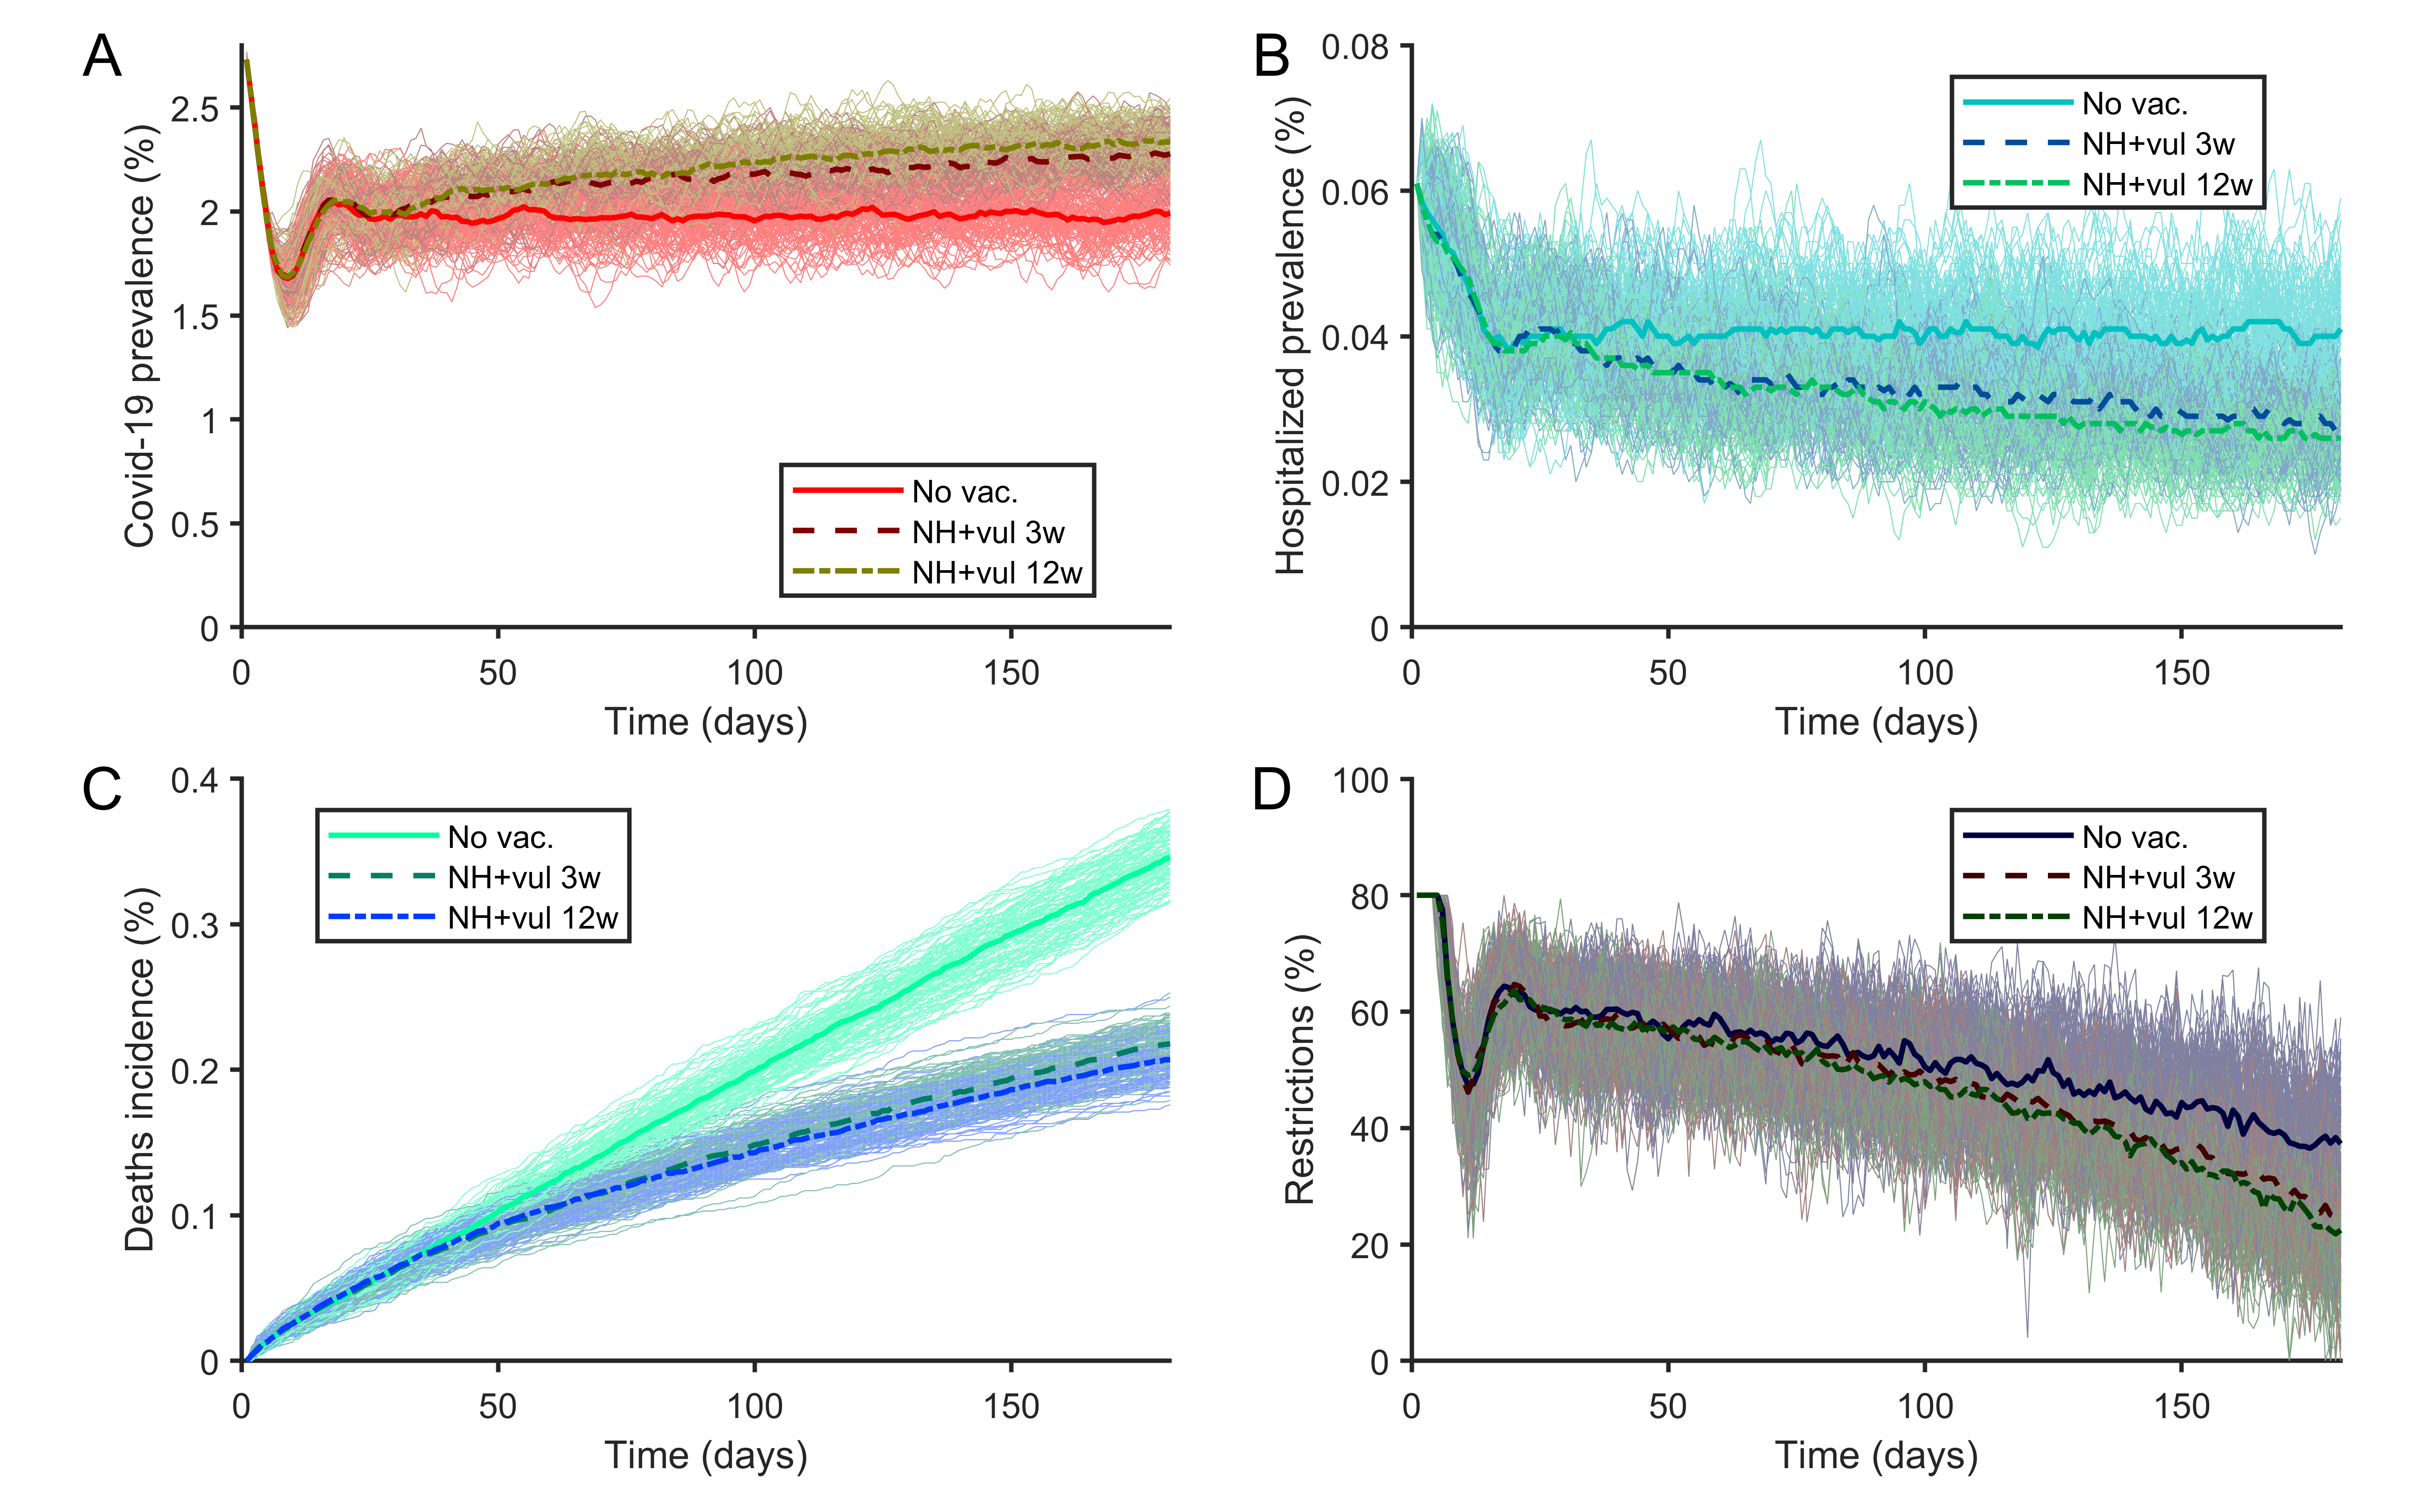 A
Covid-19 prevalence (%)
2.5
2
1.5
1
0.5
0
0 50 100 150
Time (days)
No vac.
NH+vul 3w
NH+vul 12w
B
Hospitalized prevalence (%)
0.08
0.06
0.04
0.02
0
0 50 100 150
Time (days)
No vac.
NH+vul 3w
NH+vul 12w
C
Deaths incidence (%)
0.4
0.3
0.2
0.1
0
0 50 100 150
Time (days)
No vac.
NH+vul 3w
NH+vul 12w
D
Restrictions (%)
100
80
60
40
20
0
0 50 100 150
Time (days)
No vac.
NH+vul 3w
NH+vul 12w